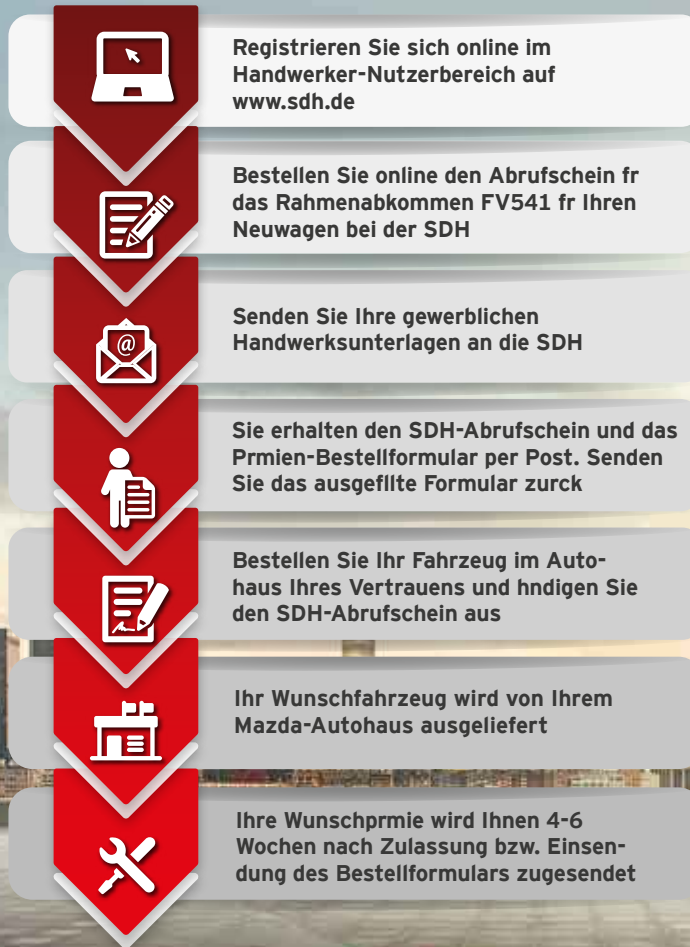 Registrieren Sie sich online im
Handwerker-Nutzerbereich auf
www.sdh.de
Bestellen Sie online den Abrufschein fr
das Rahmenabkommen FV541 fr Ihren
Neuwagen bei der SDH
@
Senden Sie Ihre gewerblichen
Handwerksunterlagen an die SDH
Sie erhalten den SDH-Abrufschein und das
Prmien-Bestellformular per Post. Senden
Sie das ausgefllte Formular zurck
Bestellen Sie Ihr Fahrzeug im Auto-
haus Ihres Vertrauens und hndigen Sie
den SDH-Abrufschein aus
Ihr Wunschfahrzeug wird von Ihrem
Mazda-Autohaus ausgeliefert
Ihre Wunschprmie wird Ihnen 4-6
Wochen nach Zulassung bzw. Einsen-
dung des Bestellformulars zugesendet